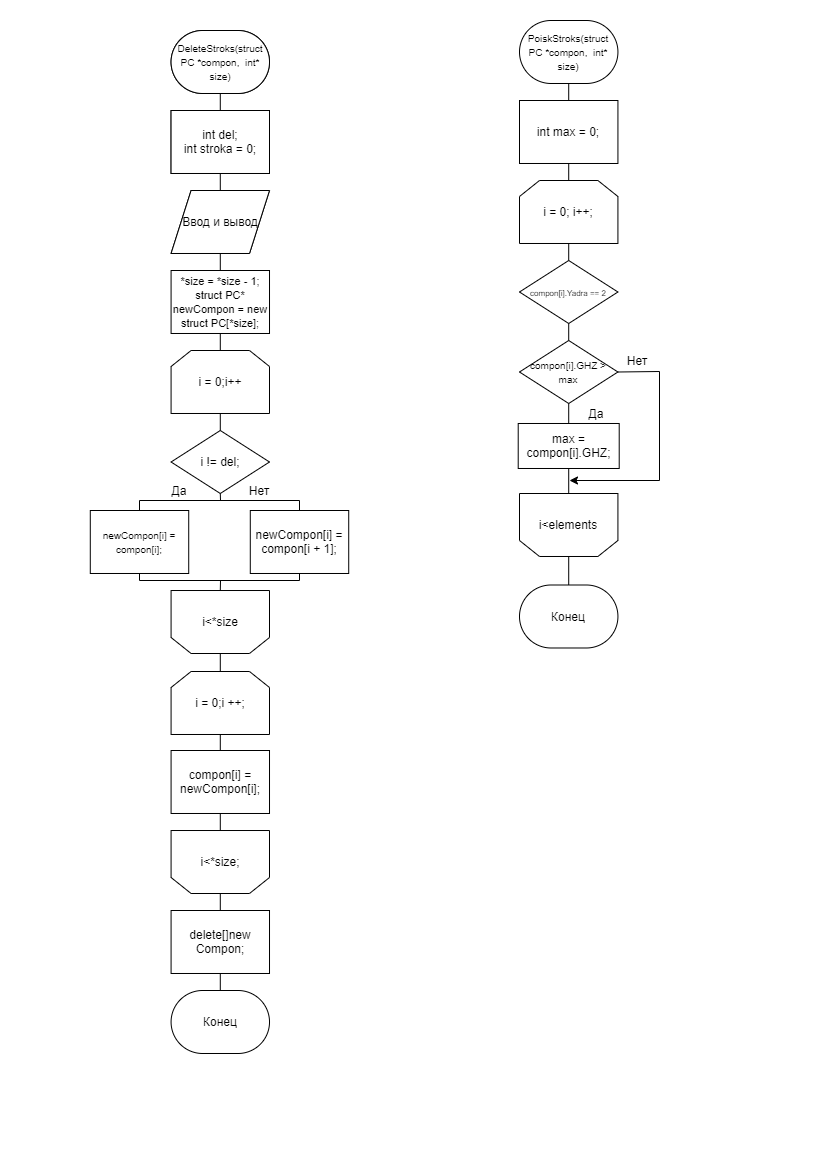 DeleteStroks(struct
PC *compon, int*
size)
int del;
int stroka = 0;
Ввод и вывод
*size = *size - 1;
struct PC*
newCompon = new
struct PC[*size];
i = 0;i++
i != del;
Да
Нет
newCompon[i] =
compon[i];
newCompon[i] =
compon[i + 1];
i<*size
i = 0;i ++;
compon[i] =
newCompon[i];
i<*size;
delete[]new
Compon;
Конец
PoiskStroks(struct
PC *compon, int*
size)
int max = 0;
i = 0; i++;
compon[i].Yadra == 2
compon[i].GHZ >
max
Нет
Да
max =
compon[i].GHZ;
i<elements
Конец